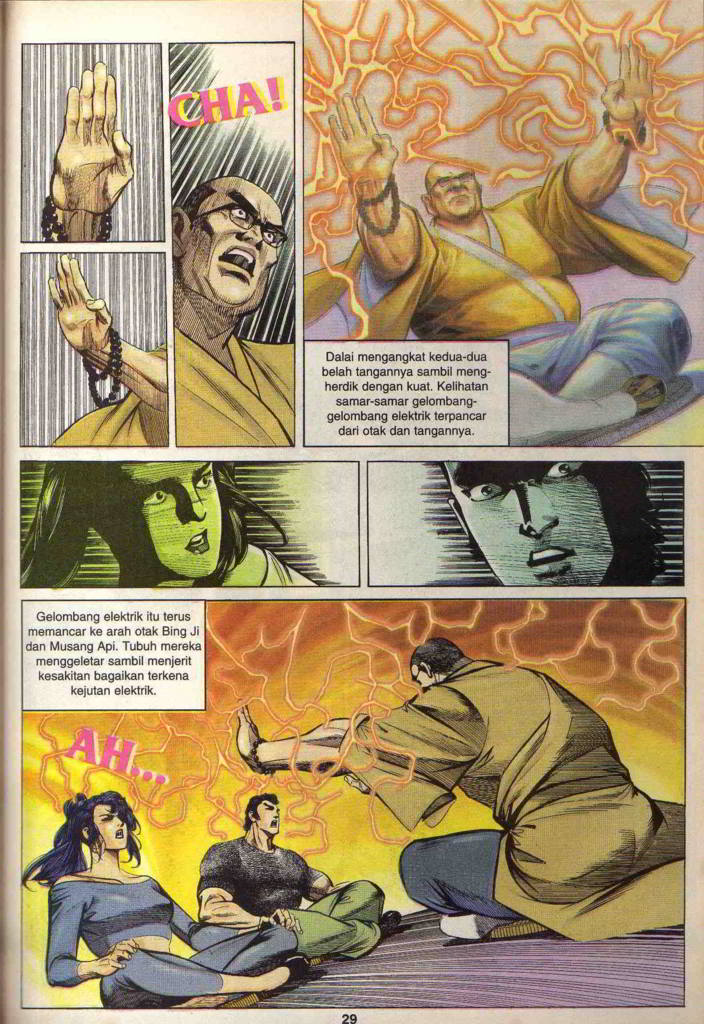 CHA!
Dalai mengangkat kedua-dua
belah tangannya sambil meng-
herdik dengan kuat. Kelihatan
samar-samar gelombang-
gelombang elektrik terpancar
dari otak dan tangannya.
Gelombang elektrik itu terus
memancar ke arah otak Bing Ji
dan Musang Api. Tubuh mereka
menggeletar sambil menjerit
kesakitan bagaikan terkena
kejutan elektrik.
AH...
29